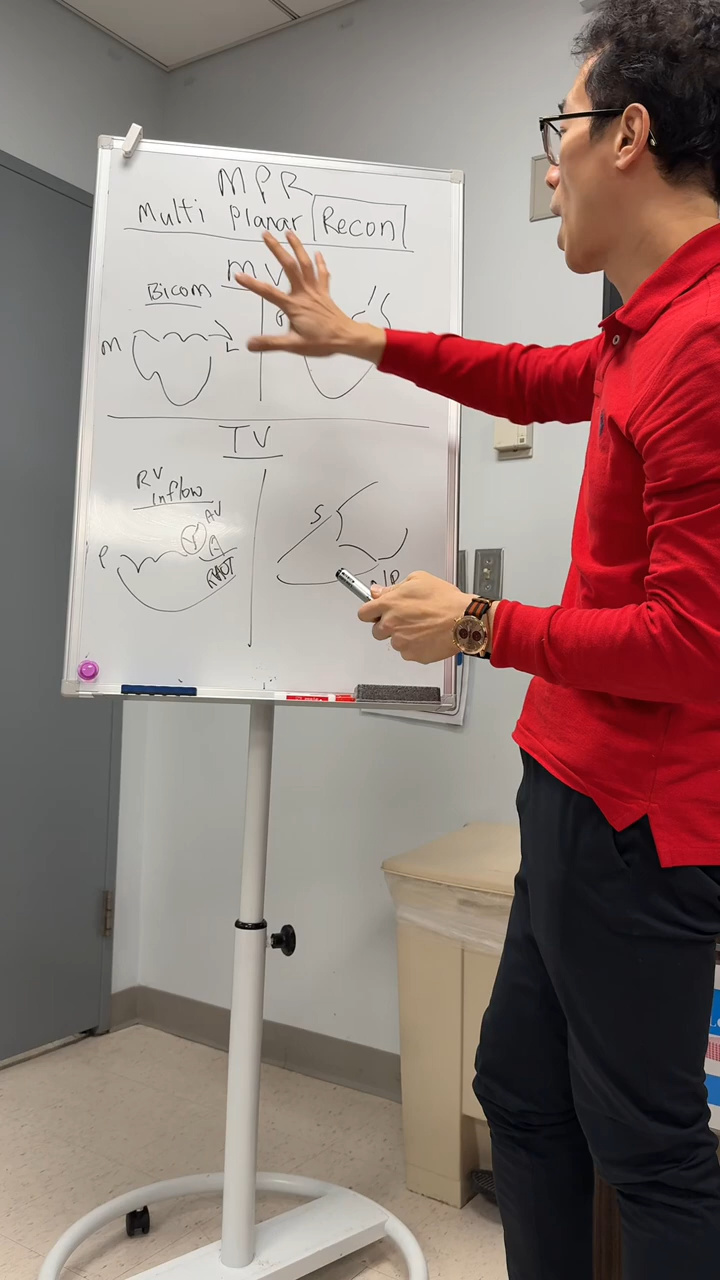 MPR
Multi Planar Recon
MV
Bicom
M
L
TV
RV
inflow
AV
P
A
RVOT
S